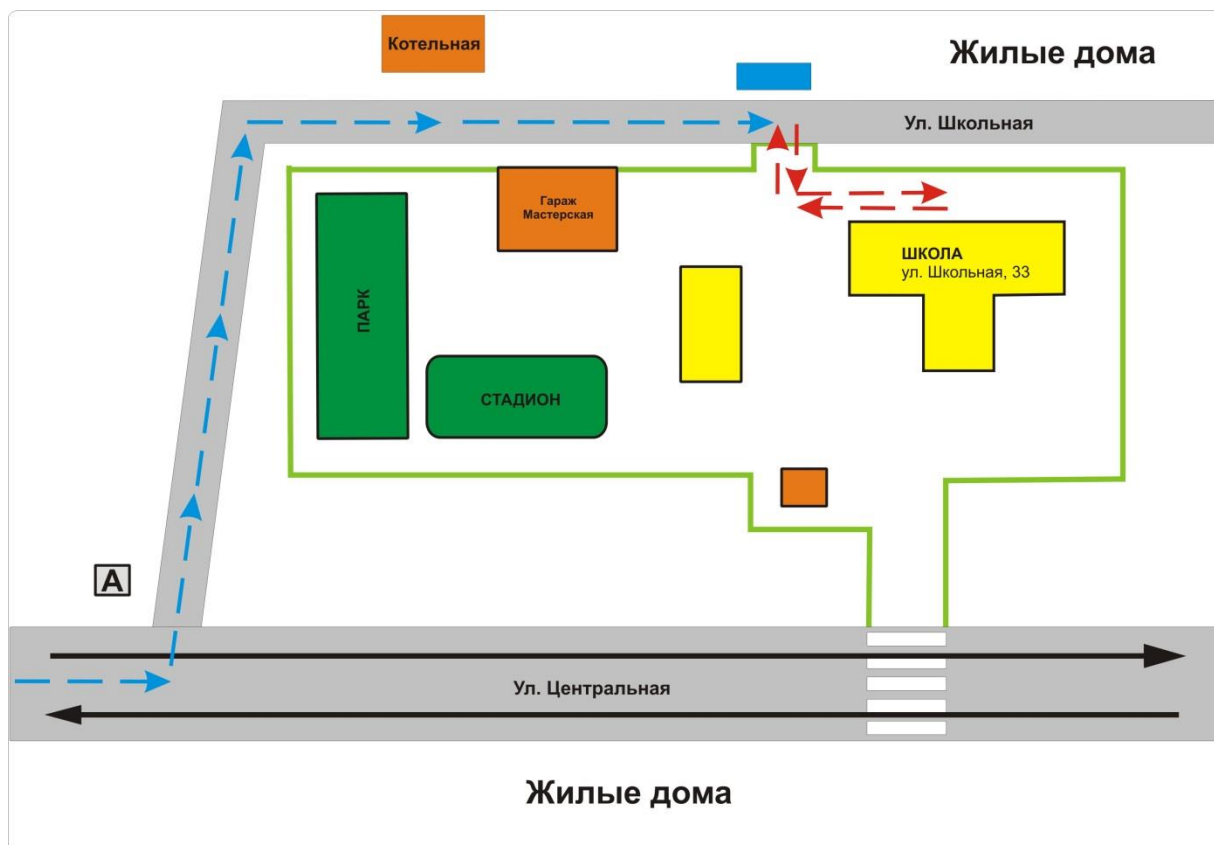 Котельная
Жилые дома
Ул. Школьная
Гараж
Мастерская
ШКОЛА
ул. Школьная, 33
ПАРК
СТАДИОН
А
Ул. Центральная
Жилые дома